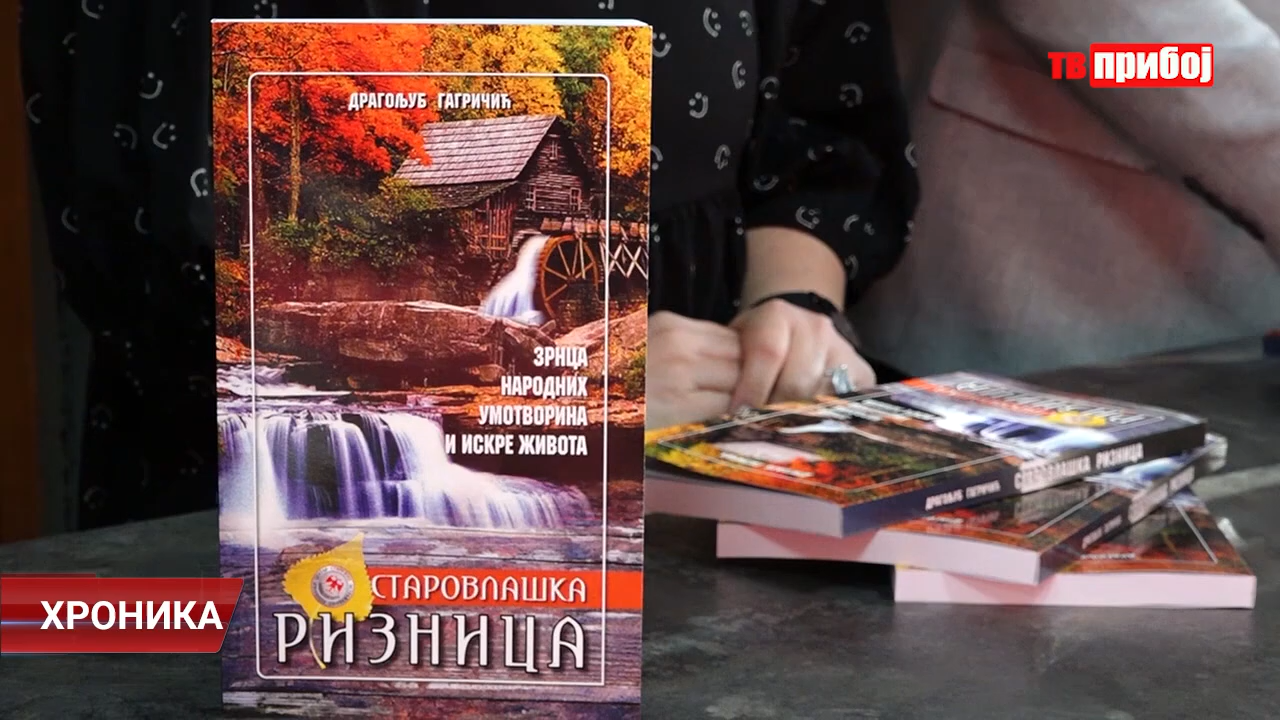 ТВ прибој
ДРАГОЉУБ ГАГРИЧИЋ
ЗРНЦА
НАРОДНИХ
УМОТВОРИНА
И ИСКРЕ ЖИВОТА
СТАРОВЛАШКА
РИЗНИЦА
ДРАГОЉУБ ГАГРИЧИЋ СТАРОВЛАШКА РИЗНИЦА
ХРОНИКА